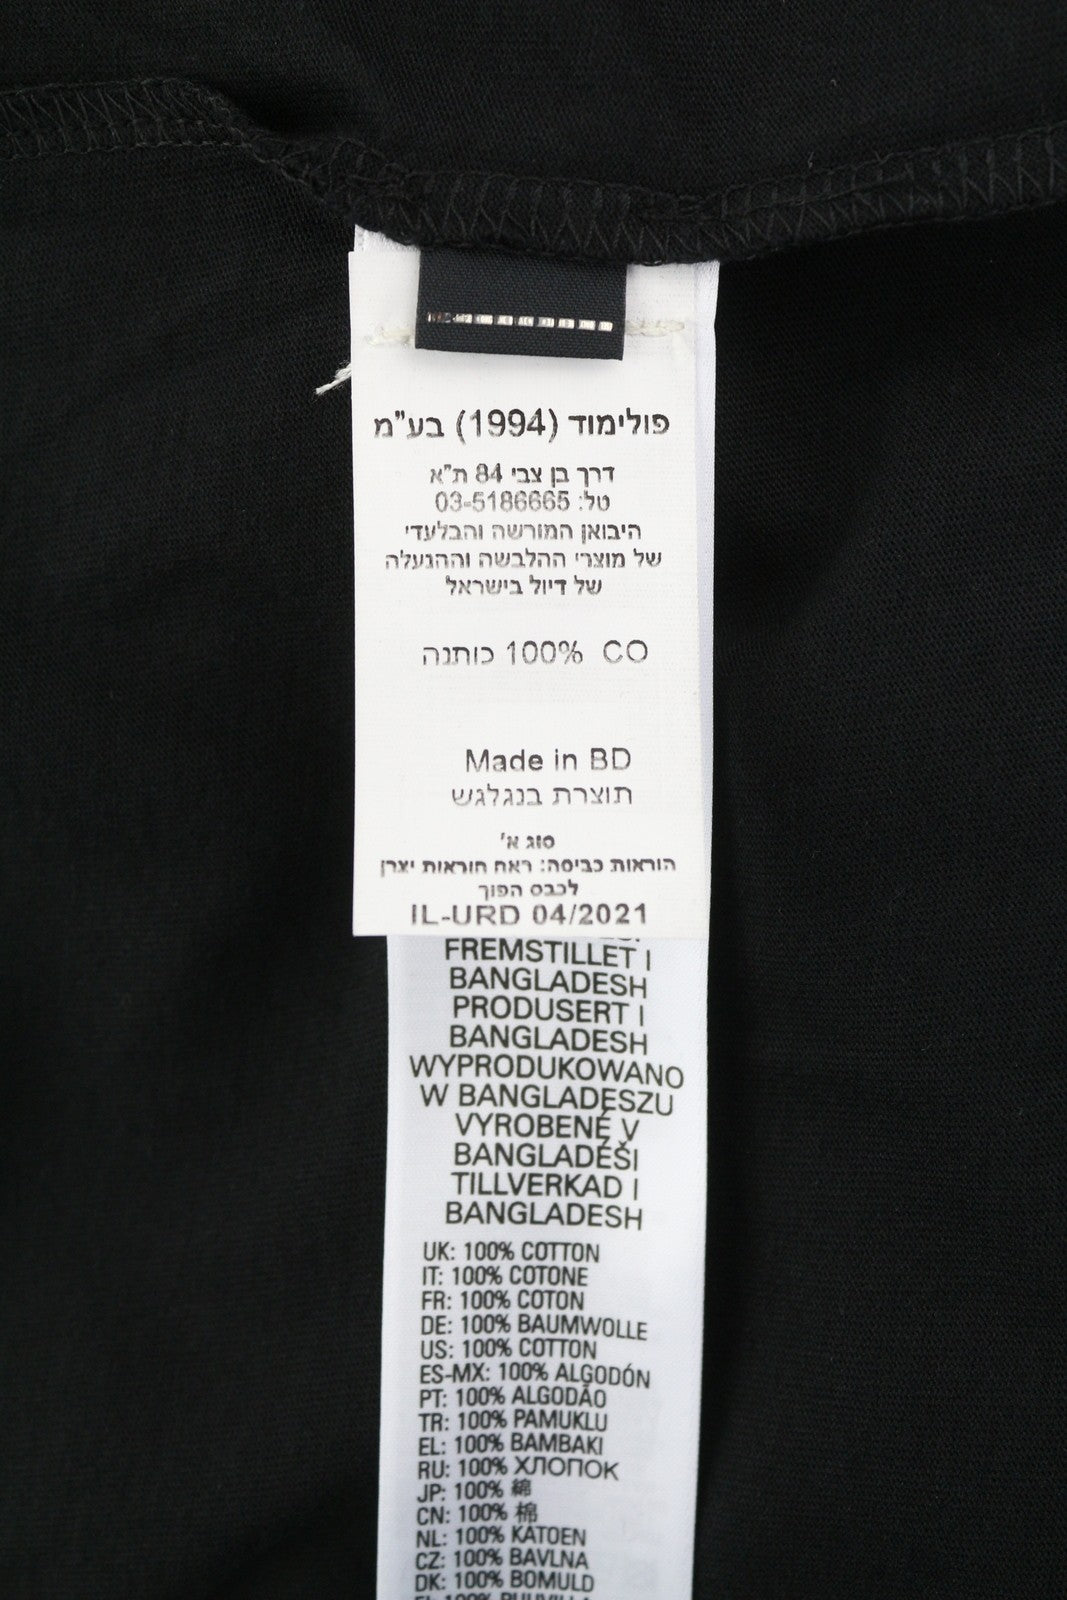 פולימוד (1994) בע"מ
דרך בן צבי 84 ת"א
טל: 03-5186665
היבואן המורשה והבלעדי
של מוצרי ההלבשה וההנעלה
של דיזל בישראל
CO 100% כותנה
Made in BD
תוצרת בנגלגש
סוג א'
הוראות כביסה: ראה הוראות יצרן
לכבס הפוך
IL-URD 04/2021
FREMSTILLET I
BANGLADESH
PRODUSERT I
BANGLADESH
WYPRODUKOWANO
W BANGLADESZU
VYROBENÉ V
BANGLADÉŠI
TILLVERKAD I
BANGLADESH
UK: 100% COTTON
IT: 100% COTONE
FR: 100% COTON
DE: 100% BAUMWOLLE
US: 100% COTTON
ES-MX: 100% ALGODÓN
PT: 100% ALGODÃO
TR: 100% PAMUKLU
EL: 100% BAMBAKI
RU: 100% ХЛОПОК
JP: 100% 綿
CN: 100% 棉
NL: 100% KATOEN
CZ: 100% BAVLNA
DK: 100% BOMULD